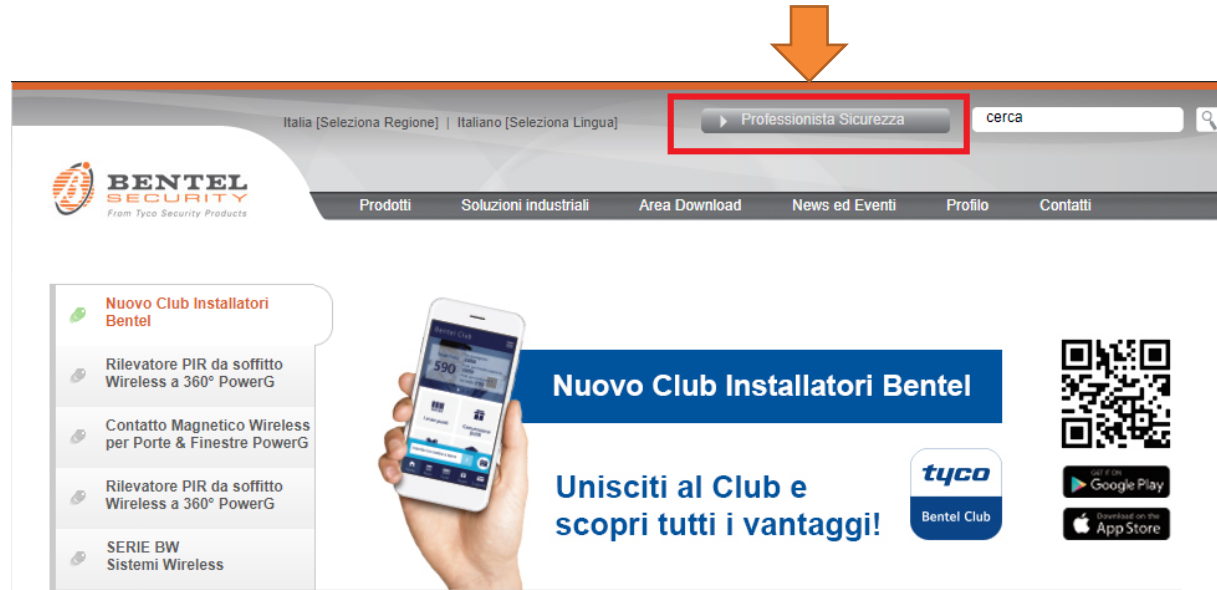 Italia [Seleziona Regione] | Italiano [Seleziona Lingua]
Professionista Sicurezza
cerca
BENTEL
SECURITY
From Tyco Security Products
Prodotti Soluzioni industriali Area Download News ed Eventi Profilo Contatti
Nuovo Club Installatori
Bentel
Rilevatore PIR da soffitto
Wireless a 360° PowerG
Contatto Magnetico Wireless
per Porte & Finestre PowerG
Rilevatore PIR da soffitto
Wireless a 360° PowerG
SERIE BW
Sistemi Wireless
Bentel Club
590
Nuovo Club Installatori Bentel
Unisciti al Club e
scopri tutti i vantaggi!
tyco
Bentel Club
GET IT ON
Google Play
Download on the
App Store